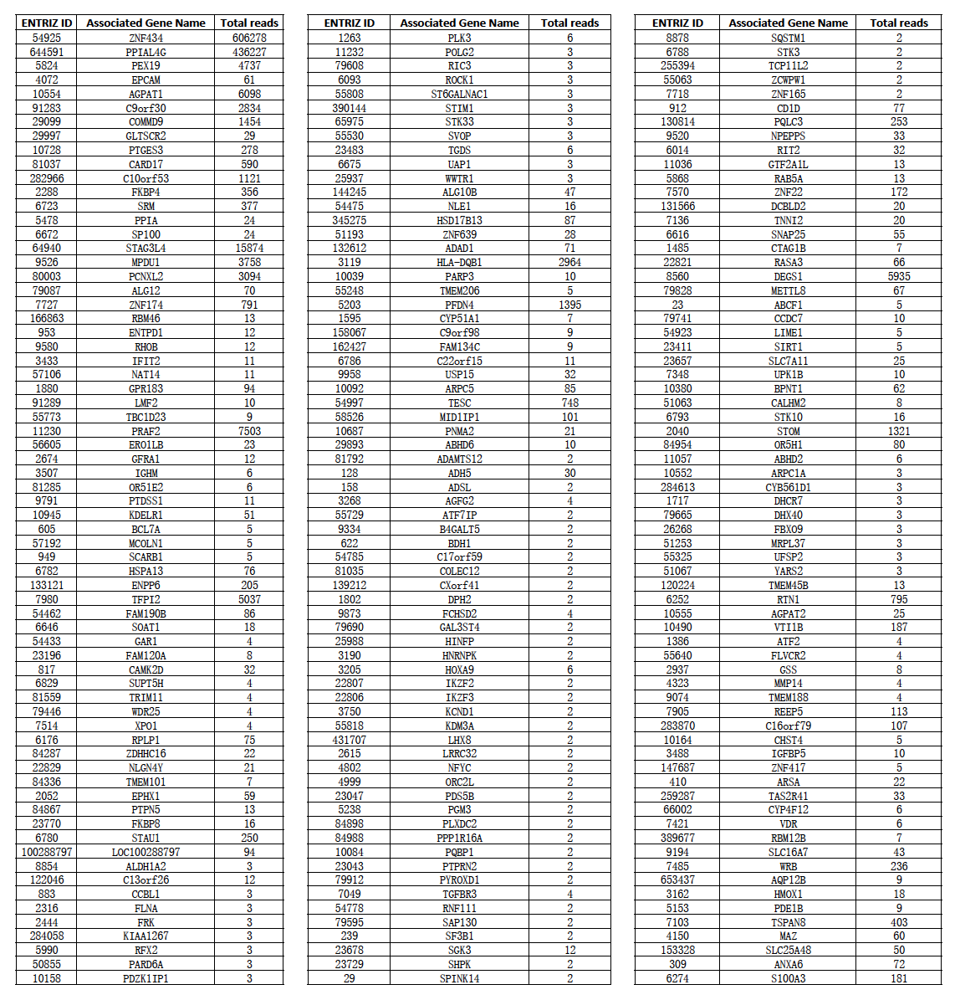 ENTRIZ ID Associated Gene Name Total reads
54925 ZNF434 606278
644591 PPIAL4G 436227
5824 PEX19 4737
4072 EPCAM 61
10554 AGPAT1 6098
91283 C9orf30 2834
29099 COMMD9 1454
29997 GLTSCR2 29
10728 PTGES3 278
81037 CARD17 590
282966 C10orf53 1121
2288 FKBP4 356
6723 SRM 377
5478 PPIA 24
6672 SP100 24
64940 STAG3L4 15874
9526 MPDU1 3758
80003 PCNXL2 3094
79087 ALG12 70
7727 ZNF174 791
166863 RBM46 13
953 ENTPD1 12
9580 RHOB 12
3433 IFIT2 11
57106 NAT14 11
1880 GPR183 94
91289 LMF2 10
55773 TBC1D23 9
11230 PRAF2 7503
56605 ERO1LB 23
2674 GFRA1 12
3507 IGHM 6
81285 OR51E2 6
9791 PTDSS1 11
10945 KDELR1 51
605 BCL7A 5
57192 MCOLN1 5
949 SCARB1 5
6782 HSPA13 76
133121 ENPP6 205
7980 TFPI2 5037
54462 FAM190B 86
6646 SOAT1 18
54433 GAR1 4
23196 FAM120A 8
817 CAMK2D 32
6829 SUPT5H 4
81559 TRIM11 4
79446 WDR25 4
7514 XPO1 4
6176 RPLP1 75
84287 ZDHHC16 22
22829 NLGN4Y 21
84336 TMEM101 7
2052 EPHX1 59
84867 PTPN5 13
23770 FKBP8 16
6780 STAU1 250
100288797 LOC100288797 94
8854 ALDH1A2 3
122046 C13orf26 12
883 CCBL1 3
2316 FLNA 3
2444 FRK 3
284058 KIAA1267 3
5990 RFX2 3
50855 PARD6A 3
10158 PDZK1IP1 3
ENTRIZ ID Associated Gene Name Total reads
1263 PLK3 6
11232 POLG2 3
79608 RIC3 3
6093 ROCK1 3
55808 ST6GALNAC1 3
390144 STIM1 3
65975 STK33 3
55530 SVOP 3
23483 TGDS 6
6675 UAP1 3
25937 WWTR1 3
144245 ALG10B 47
54475 NLE1 16
345275 HSD17B13 87
51193 ZNF639 28
132612 ADAD1 71
3119 HLA-DQB1 2964
10039 PARP3 10
55248 TMEM206 5
5203 PFDN4 1395
1595 CYP51A1 7
158067 C9orf98 9
162427 FAM134C 9
6786 C22orf15 11
9958 USP15 32
10092 ARPC5 85
54997 TESC 748
58526 MID1IP1 101
10687 PNMA2 21
29893 ABHD6 10
81792 ADAMTS12 2
128 ADH5 30
158 ADSL 2
3268 AGFG2 4
55729 ATF7IP 2
9334 B4GALT5 2
622 BDH1 2
54785 C17orf59 2
81035 COLEC12 2
139212 CXorf41 2
1802 DPH2 2
9873 FCHSD2 4
79690 GAL3ST4 2
25988 HINFP 2
3190 HNRNPK 2
3205 HOXA9 6
22807 IKZF2 2
22806 IKZF3 2
3750 KCND1 2
55818 KDM3A 2
431707 LHX8 2
2615 LRRC32 2
4802 NFYC 2
4999 ORC2L 2
23047 PDS5B 2
5238 PGM3 2
84898 PLXDC2 2
84988 PPP1R16A 2
10084 PQBP1 2
23043 PTPRN2 2
79912 PYROXD1 2
7049 TGFBR3 4
54778 RNF111 2
79595 SAP130 2
239 SF3B1 2
23678 SGK3 12
23729 SHPK 2
29 SPINK14 2
ENTRIZ ID Associated Gene Name Total reads
8878 SQSTM1 2
6788 STK3 2
255394 TCP11L2 2
55063 ZCWPW1 2
7718 ZNF165 2
912 CD1D 77
130814 PQLC3 253
9520 NPEPPS 33
6014 RIT2 32
11036 GTF2A1L 13
5868 RAB5A 13
7570 ZNF22 172
131566 DCBLD2 20
7136 TNNI2 20
6616 SNAP25 55
1485 CTAG1B 7
22821 RASA3 66
8560 DEGS1 5935
79828 METTL8 67
23 ABCF1 5
79741 CCDC7 10
54923 LIME1 5
23411 SIRT1 5
23657 SLC7A11 25
7348 UPK1B 10
10380 BPNT1 62
51063 CALHM2 8
6793 STK10 16
2040 STOM 1321
84954 OR5H1 80
11057 ABHD2 6
10552 ARPC1A 3
284613 CYB561D1 3
1717 DHCR7 3
79665 DHX40 3
26268 FBXO9 3
51253 MRPL37 3
55325 UFSP2 3
51067 YARS2 3
120224 TMEM45B 13
6252 RTN1 795
10555 AGPAT2 25
10490 VTI1B 187
1386 ATF2 4
55640 FLVCR2 4
2937 GSS 8
4323 MMP14 4
9074 TMEM188 4
7905 REEP5 113
283870 C16orf79 107
10164 CHST4 5
3488 IGFBP5 10
147687 ZNF417 5
410 ARSA 22
259287 TAS2R41 33
66002 CYP4F12 6
7421 VDR 6
389677 RBM12B 7
9194 SLC16A7 43
7485 WRB 236
653437 AQP12B 9
3162 HMOX1 18
5153 PDE1B 9
7103 TSPAN8 403
4150 MAZ 60
153328 SLC25A48 50
309 ANXA6 72
6274 S100A3 181